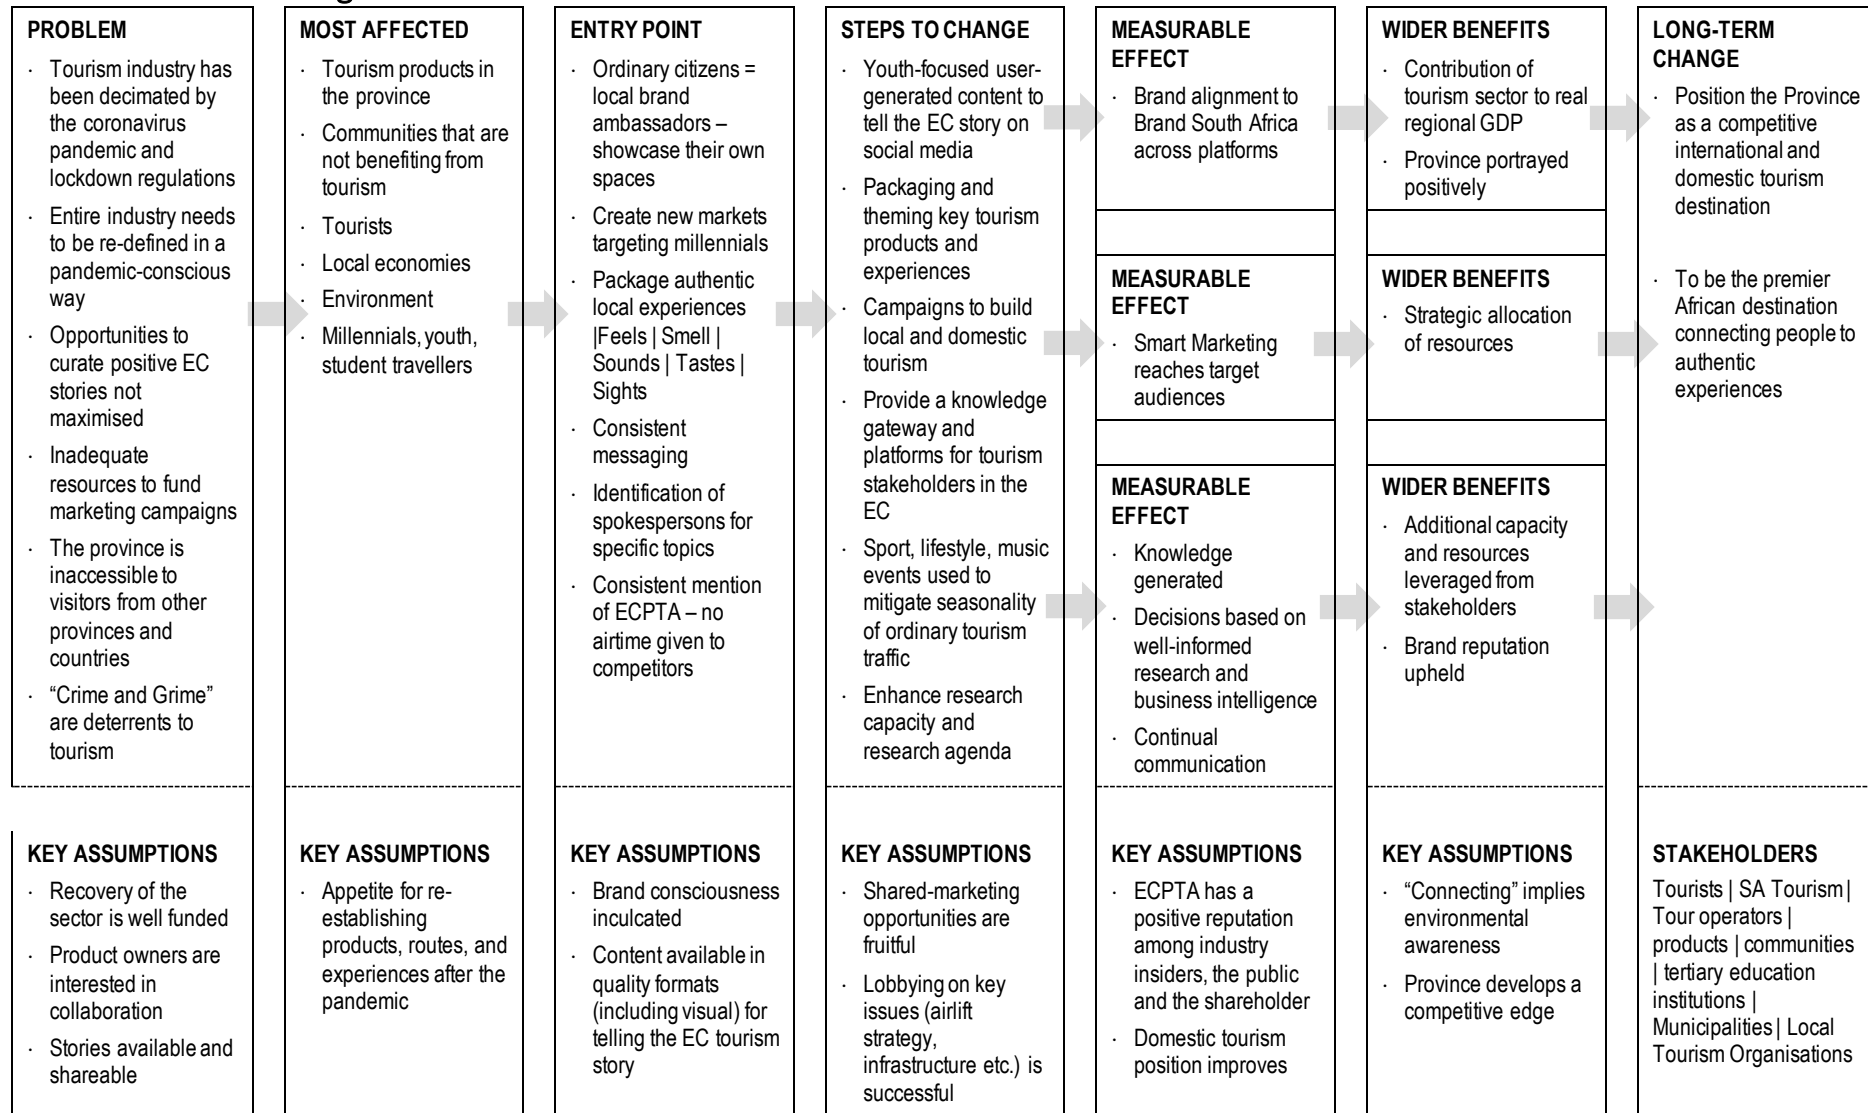 PROBLEM
· Tourism industry has
been decimated by
the coronavirus
pandemic and
lockdown regulations
· Entire industry needs
to be re-defined in a
pandemic-conscious
way
· Opportunities to
curate positive EC
stories not
maximised
· Inadequate
resources to fund
marketing campaigns
· The province is
inaccessible to
visitors from other
provinces and
countries
· “Crime and Grime”
are deterrents to
tourism
KEY ASSUMPTIONS
· Recovery of the
sector is well funded
· Product owners are
interested in
collaboration
· Stories available and
shareable
MOST AFFECTED
· Tourism products in
the province
· Communities that are
not benefiting from
tourism
· Tourists
· Local economies
· Environment
· Millennials, youth,
student travellers
KEY ASSUMPTIONS
· Appetite for re-
establishing
products, routes, and
experiences after the
pandemic
ENTRY POINT
· Ordinary citizens =
local brand
ambassadors –
showcase their own
spaces
· Create new markets
targeting millennials
· Package authentic
local experiences
|Feels | Smell |
Sounds | Tastes |
Sights
· Consistent
messaging
· Identification of
spokespersons for
specific topics
· Consistent mention
of ECPTA – no
airtime given to
competitors
KEY ASSUMPTIONS
· Brand consciousness
inculcated
· Content available in
quality formats
(including visual) for
telling the EC tourism
story
STEPS TO CHANGE
· Youth-focused user-
generated content to
tell the EC story on
social media
· Packaging and
theming key tourism
products and
experiences
· Campaigns to build
local and domestic
tourism
· Provide a knowledge
gateway and
platforms for tourism
stakeholders in the
EC
· Sport, lifestyle, music
events used to
mitigate seasonality
of ordinary tourism
traffic
· Enhance research
capacity and
research agenda
KEY ASSUMPTIONS
· Shared-marketing
opportunities are
fruitful
· Lobbying on key
issues (airlift
strategy,
infrastructure etc.) is
successful
MEASURABLE
EFFECT
· Brand alignment to
Brand South Africa
across platforms
MEASURABLE
EFFECT
· Smart Marketing
reaches target
audiences
MEASURABLE
EFFECT
· Knowledge
generated
· Decisions based on
well-informed
research and
business intelligence
· Continual
communication
KEY ASSUMPTIONS
· ECPTA has a
positive reputation
among industry
insiders, the public
and the shareholder
· Domestic tourism
position improves
WIDER BENEFITS
· Contribution of
tourism sector to real
regional GDP
· Province portrayed
positively
WIDER BENEFITS
· Strategic allocation
of resources
WIDER BENEFITS
· Additional capacity
and resources
leveraged from
stakeholders
· Brand reputation
upheld
KEY ASSUMPTIONS
· “Connecting” implies
environmental
awareness
· Province develops a
competitive edge
LONG-TERM
CHANGE
· Position the Province
as a competitive
international and
domestic tourism
destination
· To be the premier
African destination
connecting people to
authentic
experiences
STAKEHOLDERS
Tourists | SA Tourism |
Tour operators |
products | communities
| tertiary education
institutions |
Municipalities | Local
Tourism Organisations